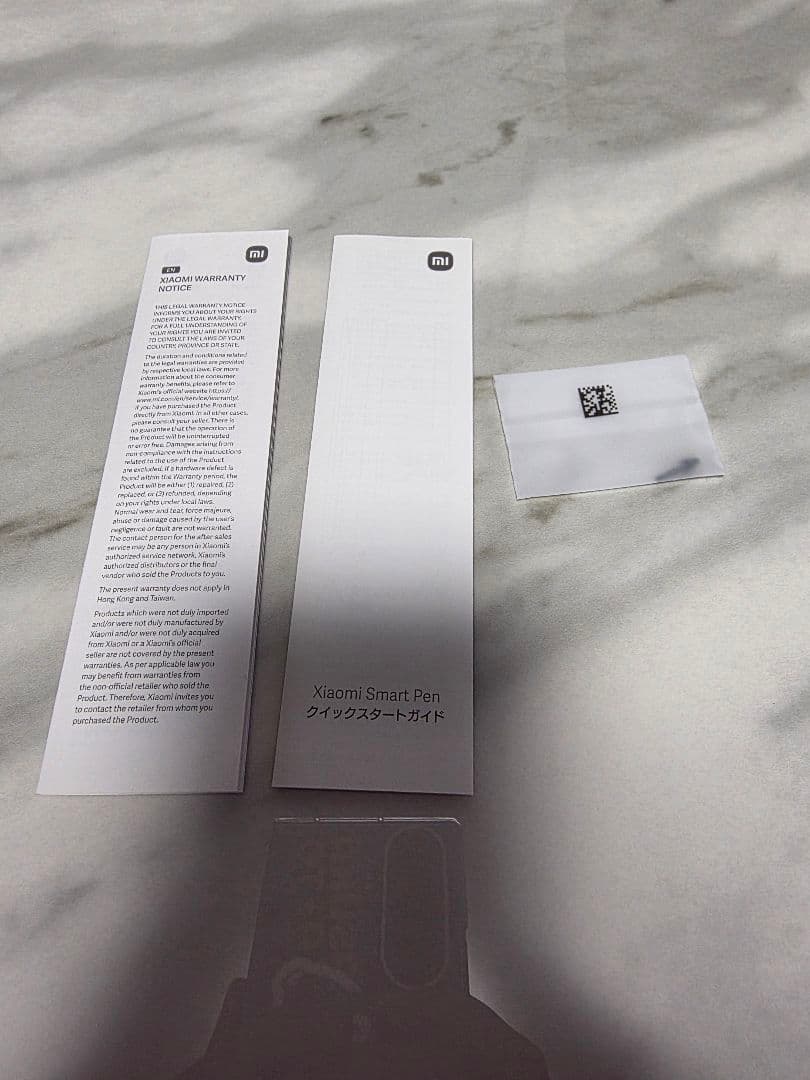 mi
EN
XIAOMI WARRANTY
NOTICE
THIS LEGAL WARRANTY NOTICE
INFORMS YOU ABOUT YOUR RIGHTS
UNDER THE LEGAL WARRANTY.
FOR A FULL UNDERSTANDING OF
YOUR RIGHTS YOU ARE INVITED
TO CONSULT THE LAWS OF YOUR
COUNTRY, PROVINCE OR STATE.
The duration and conditions related
to the legal warranties are provided
by respective local laws. For more
information about the consumer
warranty benefits, please refer to
Xiaomi's official website https://
www.mi.com/en/service/warranty/.
If you have purchased the Product
directly from Xiaomi. In all other cases,
please consult your seller. There is
no guarantee that the operation of
the Product will be uninterrupted
or error free. Damages arising from
non-compliance with the instructions
related to the use of the Product
are excluded. If a hardware defect is
found within the Warranty period, the
Product will be either (1) repaired, (2)
replaced, or (3) refunded, depending
on your rights under local laws.
Normal wear and tear, force majeure,
abuse or damage caused by the user's
negligence or fault are not warranted.
The contact person for the after sales
service may be any person in Xiaomi's
authorized service network, Xiaomi's
authorized distributors or the final
vendor who sold the Products to you.
The present warranty does not apply in
Hong Kong and Taiwan.
Products which were not duly imported
and/or were not duly manufactured by
Xiaomi and/or were not duly acquired
from Xiaomi or a Xiaomi's official
seller are not covered by the present
warranties. As per applicable law you
may benefit from warranties from
the non-official retailer who sold the
Product. Therefore, Xiaomi invites you
to contact the retailer from whom you
purchased the Product.
mi
Xiaomi Smart Pen
クイックスタートガイド